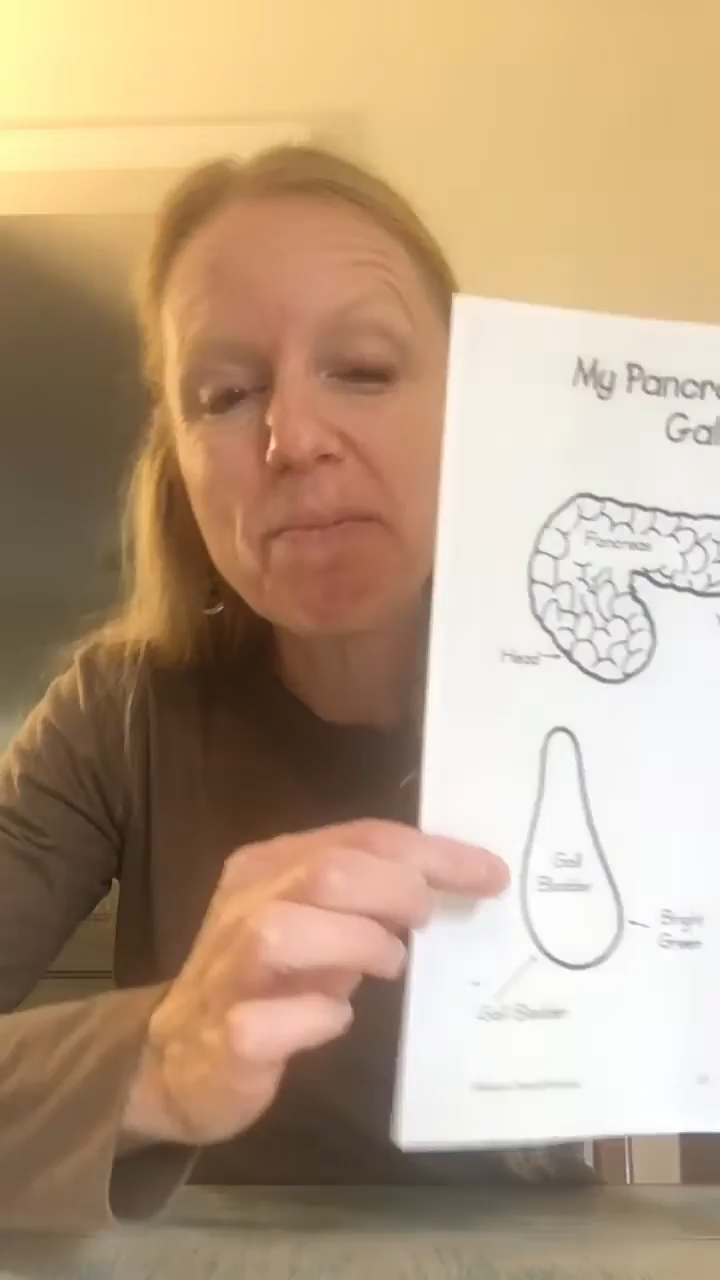 My Pancre
Gal
Pancreas
Head
Gall
Bladder
Bright
Green
Gall Bladder